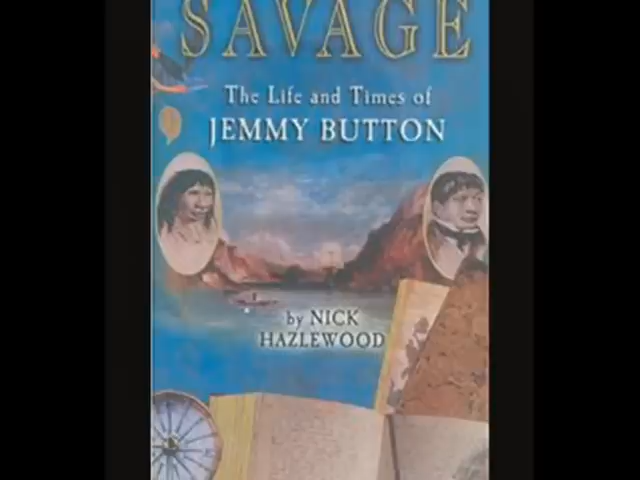 SAVAGE
The Life and Times of
JEMMY BUTTON
by NICK
HAZLEWOOD